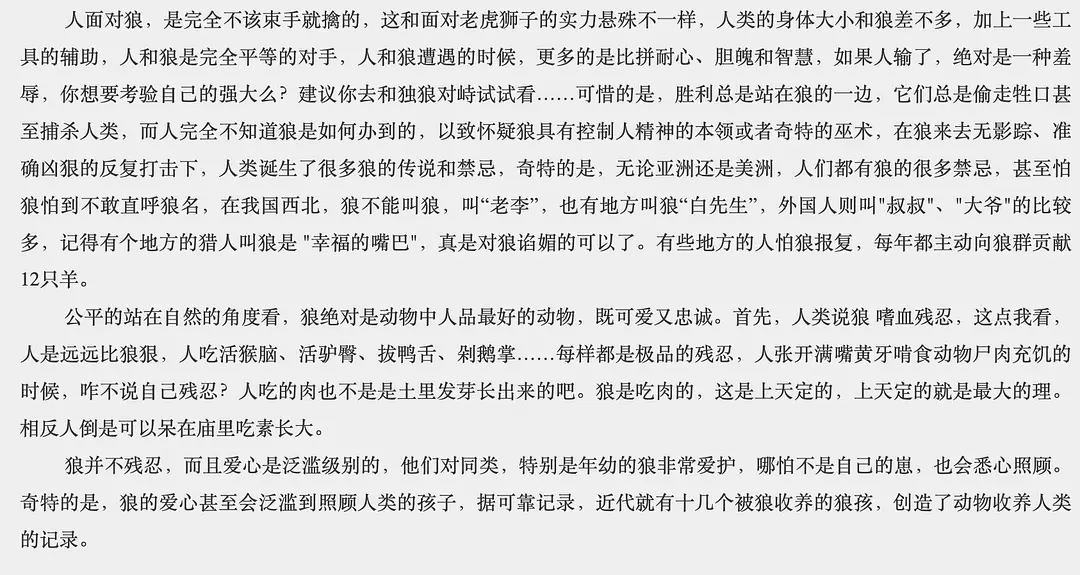 人面对狼，是完全不该束手就擒的，这和面对老虎狮子的实力悬殊不一样，人类的身体大小和狼差不多，加上一些工
具的辅助，人和狼是完全平等的对手，人和狼遭遇的时候，更多的是比拼耐心、胆魄和智慧，如果人输了，绝对是一种羞
辱，你想要考验自己的强大么？建议你去和独狼对峙试试看……可惜的是，胜利总是站在狼的一边，它们总是偷走牲口甚
至捕杀人类，而人完全不知道狼是如何办到的，以致怀疑狼具有控制人精神的本领或者奇特的巫术，在狼来去无影踪、准
确凶狠的反复打击下，人类诞生了很多狼的传说和禁忌，奇特的是，无论亚洲还是美洲，人们都有狼的很多禁忌，甚至怕
狼怕到不敢直呼狼名，在我国西北，狼不能叫狼，叫“老李”，也有地方叫狼“白先生”，外国人则叫"叔叔"、"大爷"的比较
多，记得有个地方的猎人叫狼是 "幸福的嘴巴"，真是对狼谄媚的可以了。有些地方的人怕狼报复，每年都主动向狼群贡献
12只羊。
公平的站在自然的角度看，狼绝对是动物中人品最好的动物，既可爱又忠诚。首先，人类说狼 嗜血残忍，这点我看，
人是远远比狼狠，人吃活猴脑、活驴臀、拔鸭舌、剁鹅掌……每样都是极品的残忍，人张开满嘴黄牙啃食动物尸肉充饥的
时候，咋不说自己残忍？人吃的肉也不是是土里发芽长出来的吧。狼是吃肉的，这是上天定的，上天定的就是最大的理。
相反人倒是可以呆在庙里吃素长大。
狼并不残忍，而且爱心是泛滥级别的，他们对同类，特别是年幼的狼非常爱护，哪怕不是自己的崽，也会悉心照顾。
奇特的是，狼的爱心甚至会泛滥到照顾人类的孩子，据可靠记录，近代就有十几个被狼收养的狼孩，创造了动物收养人类
的记录。